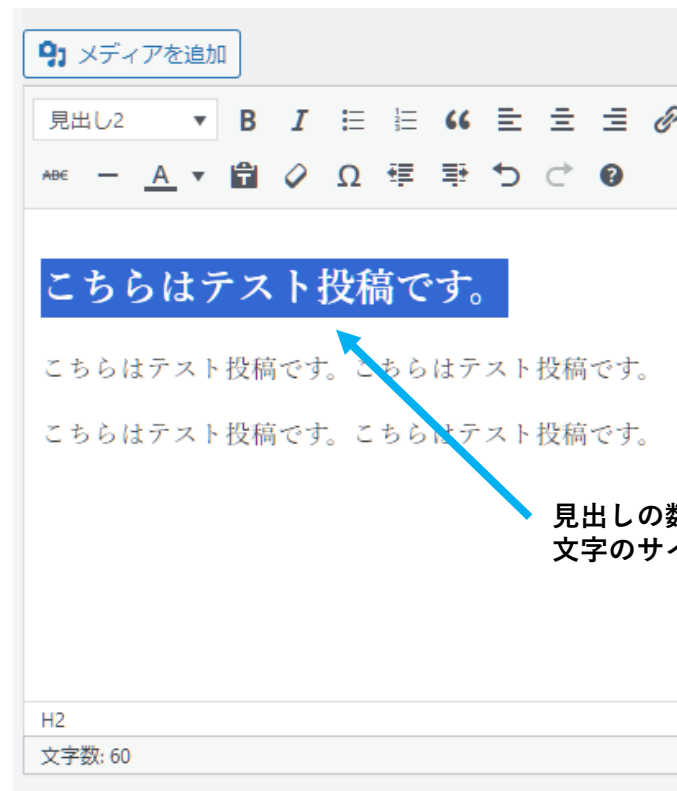 メディアを追加
見出し2
B I
ABE A T Ω ?
こちらはテスト投稿です。
こちらはテスト投稿です。こちらはテスト投稿です。
こちらはテスト投稿です。こちらはテスト投稿です。
見出しの数
文字のサイ
H2
文字数: 60